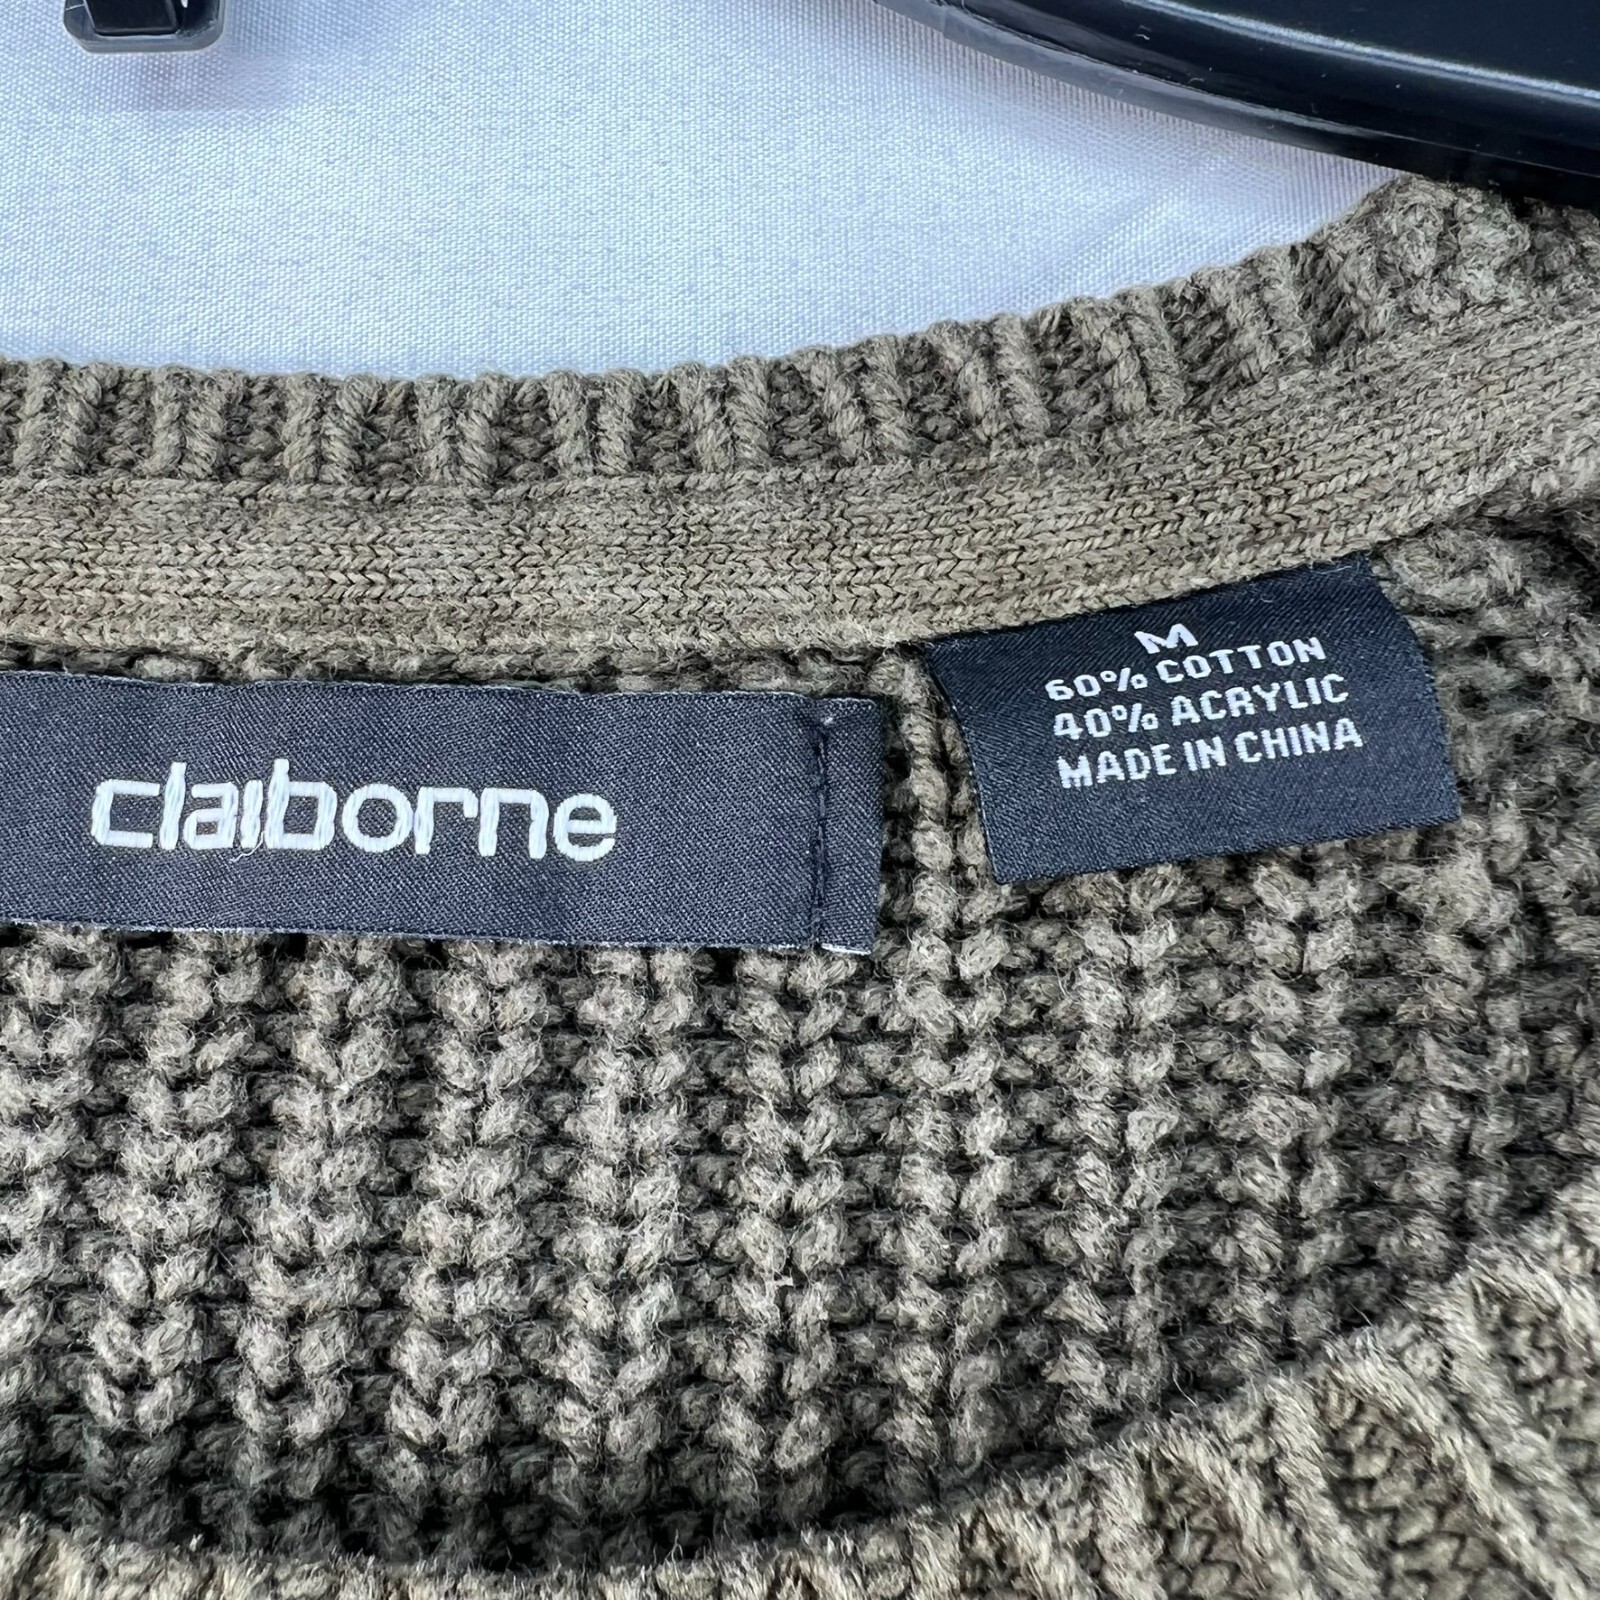 claiborne
M
60% COTTON
40% ACRYLIC
MADE IN CHINA